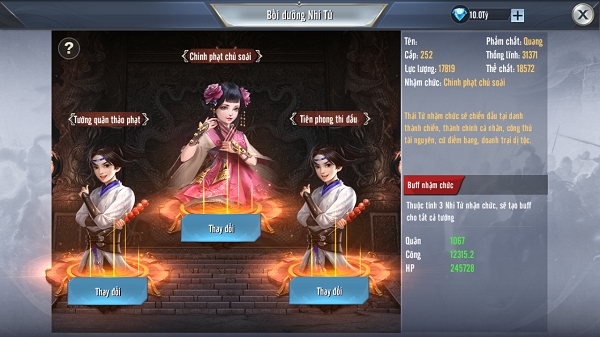 Bồi dưỡng Nhi Tử
10.0Tỷ
?
Chinh phạt chủ soái
Tướng quân thảo phạt
Tiên phong thi đấu
Thay đổi
Thay đổi
Thay đổi
Tên: Phẩm chất: Quang
Cấp: 252 Thống lĩnh: 31371
Lực lượng: 17819 Thể chất: 18572
Nhậm chức: Chinh phạt chủ soái
Thái Tử nhậm chức sẽ chiến đấu tại danh
thành chiến, thành chính cá nhân, công thủ
tài nguyên, cứ điểm bang, doanh trại dị tộc.
Buff nhậm chức
Thuộc tính 3 Nhi Tử nhận chức, sẽ tạo buff
cho tất cả tướng
Quân 1067
Công 12315.2
HP 245728